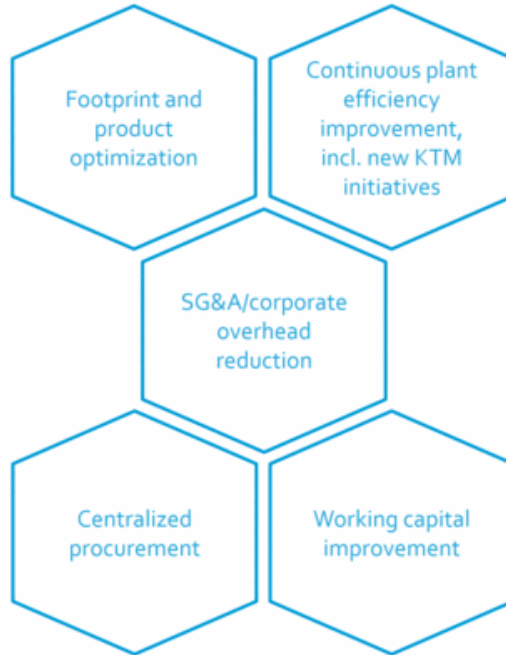 Footprint and
product
optimization
Continuous plant
efficiency
improvement,
incl. new KTM
initiatives
SG&A/corporate
overhead
reduction
Centralized
procurement
Working capital
improvement